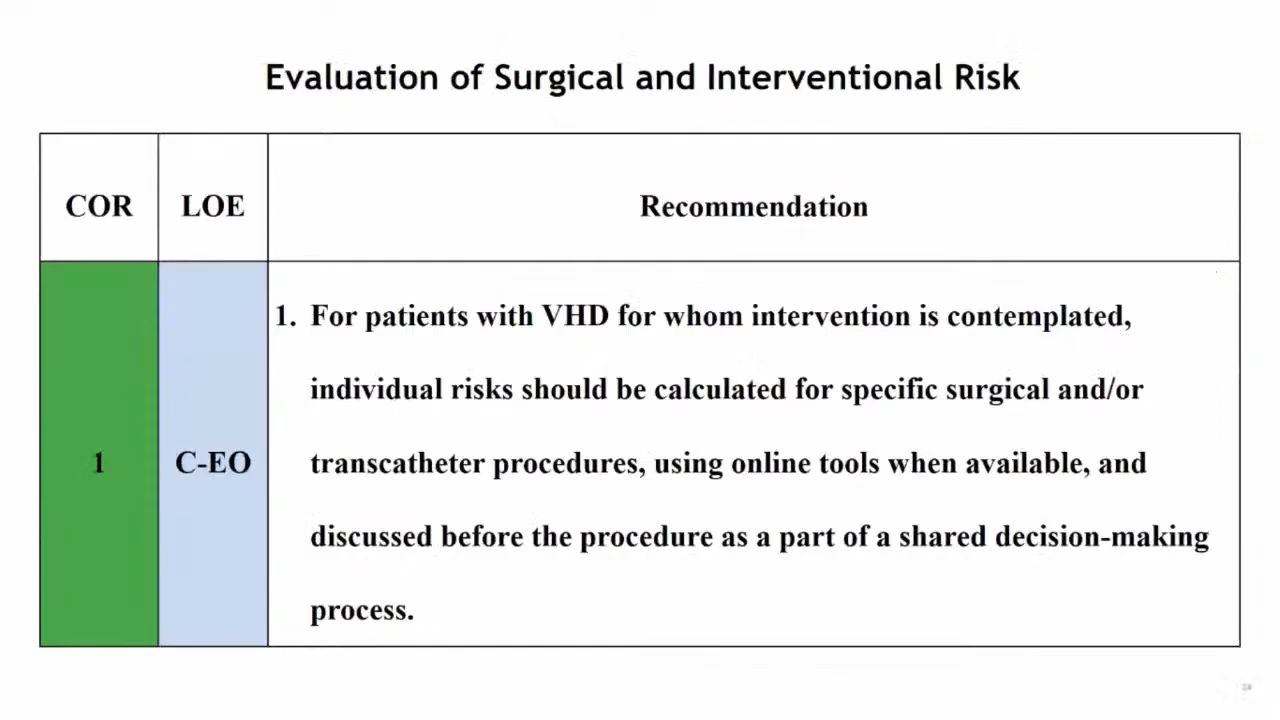 Evaluation of Surgical and Interventional Risk
COR LOE Recommendation
1. For patients with VHD for whom intervention is contemplated,
individual risks should be calculated for specific surgical and/or
1 C-EO transcatheter procedures, using online tools when available, and
discussed before the procedure as a part of a shared decision-making
process.